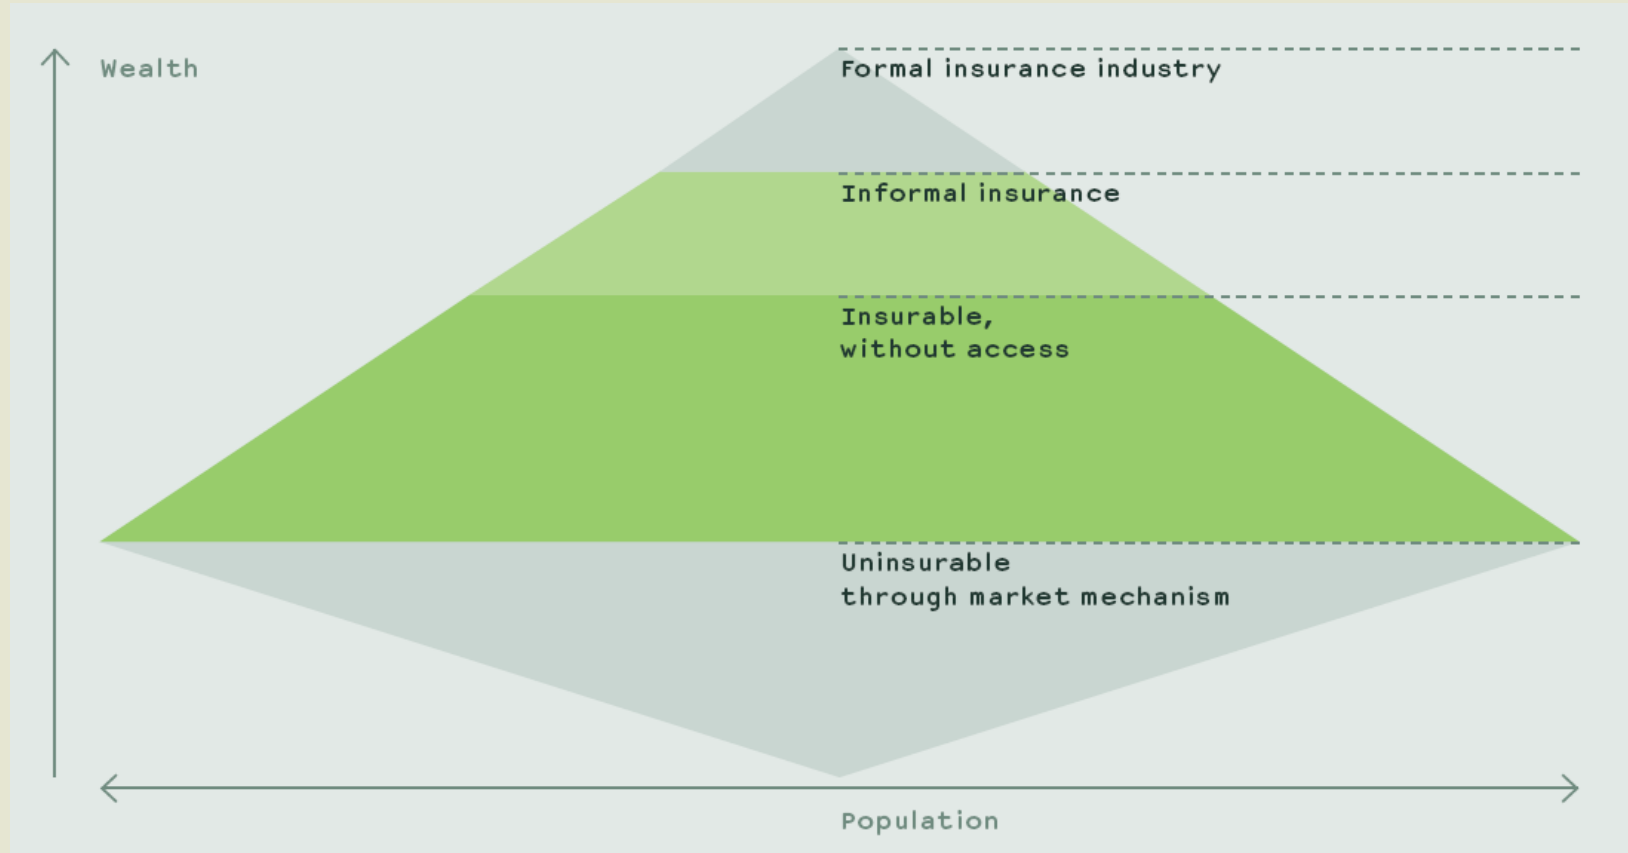 Wealth
Formal insurance industry
Informal insurance
Insurable,
without access
Uninsurable
through market mechanism
Population